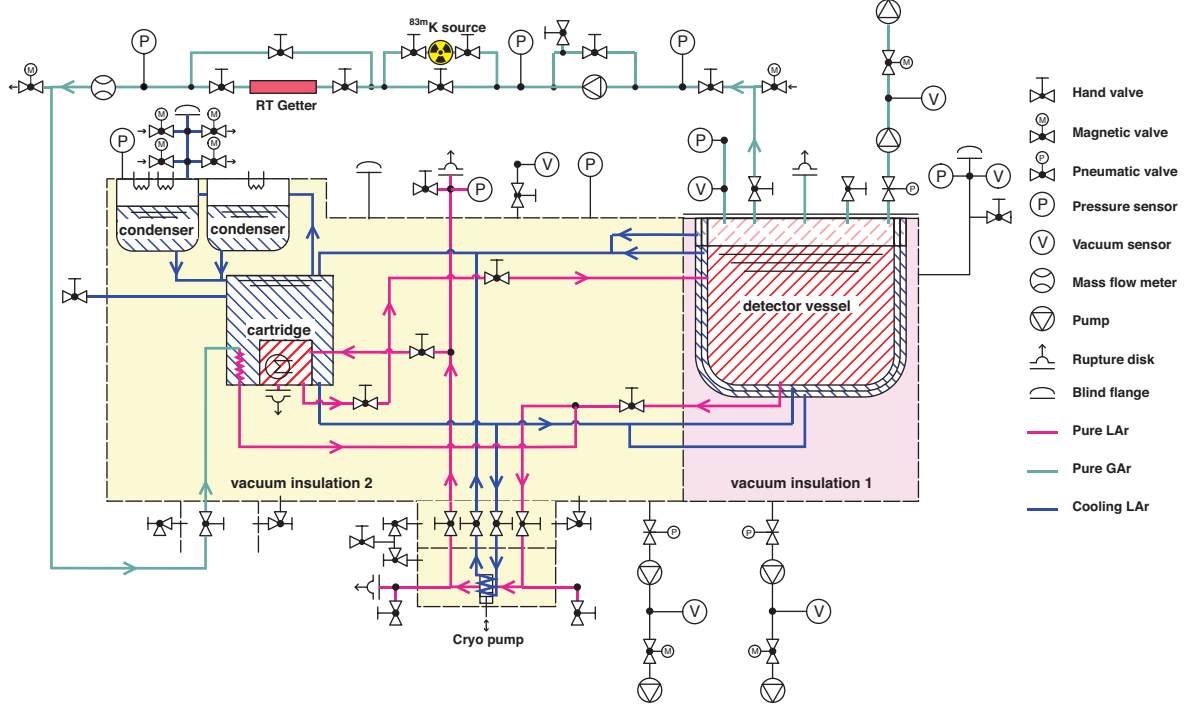 83mK source
P
P
P
M
M
RT Getter
M
M
M
M
P
M
V
P
V
P
P
V
P
P
V
P
condenser
condenser
detector vessel
cartridge
vacuum insulation 2
vacuum insulation 1
P
P
V
V
M
M
Cryo pump
Hand valve
M
Magnetic valve
P
Pneumatic valve
P
Pressure sensor
V
Vacuum sensor
Mass flow meter
Pump
Rupture disk
Blind flange
Pure LAr
Pure GAr
Cooling LAr